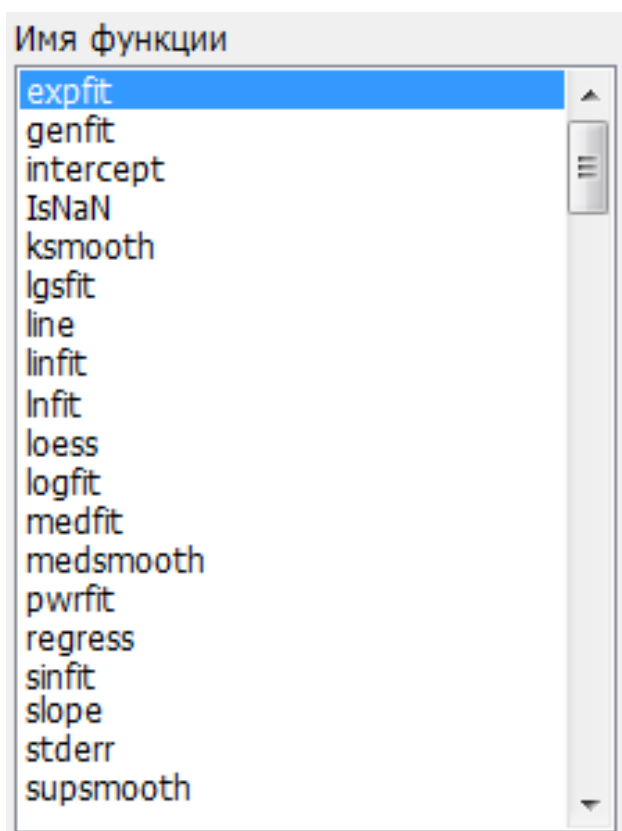 Имя функции
expfit
genfit
intercept
IsNaN
ksmooth
lgsfit
line
linfit
lnfit
loess
logfit
medfit
medsmooth
pwrfit
regress
sinfit
slope
stderr
supsmooth